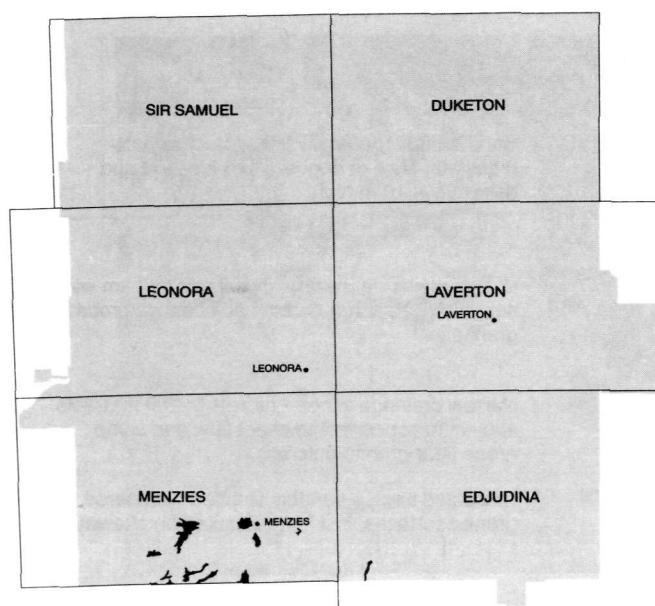 SIR SAMUEL
DUKETON
LEONORA
LAVERTON
LAVERTON
LEONORA
MENZIES
EDJUDINA
MENZIES